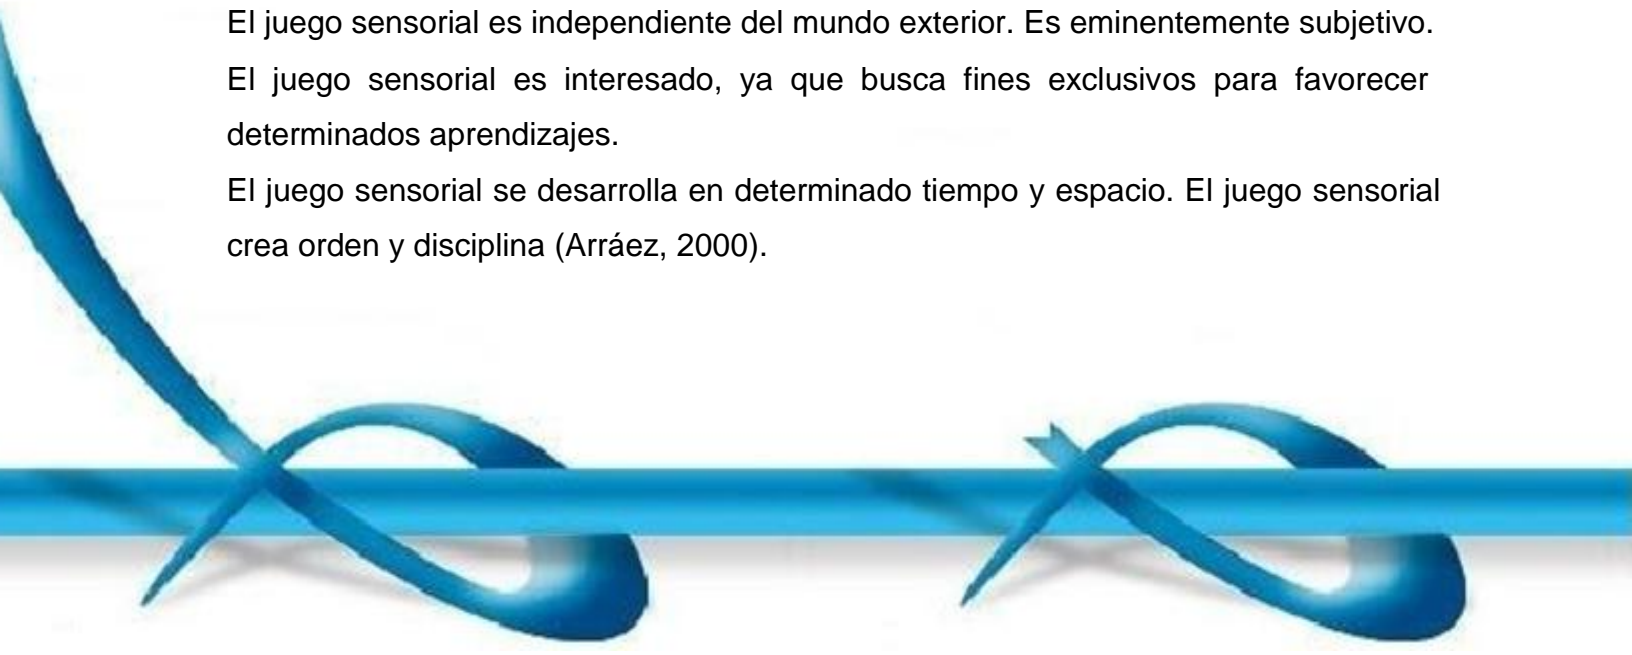 El juego sensorial es independiente del mundo exterior. Es eminentemente subjetivo.
El juego sensorial es interesado, ya que busca fines exclusivos para favorecer
determinados aprendizajes.
El juego sensorial se desarrolla en determinado tiempo y espacio. El juego sensorial
crea orden y disciplina (Arráez, 2000).